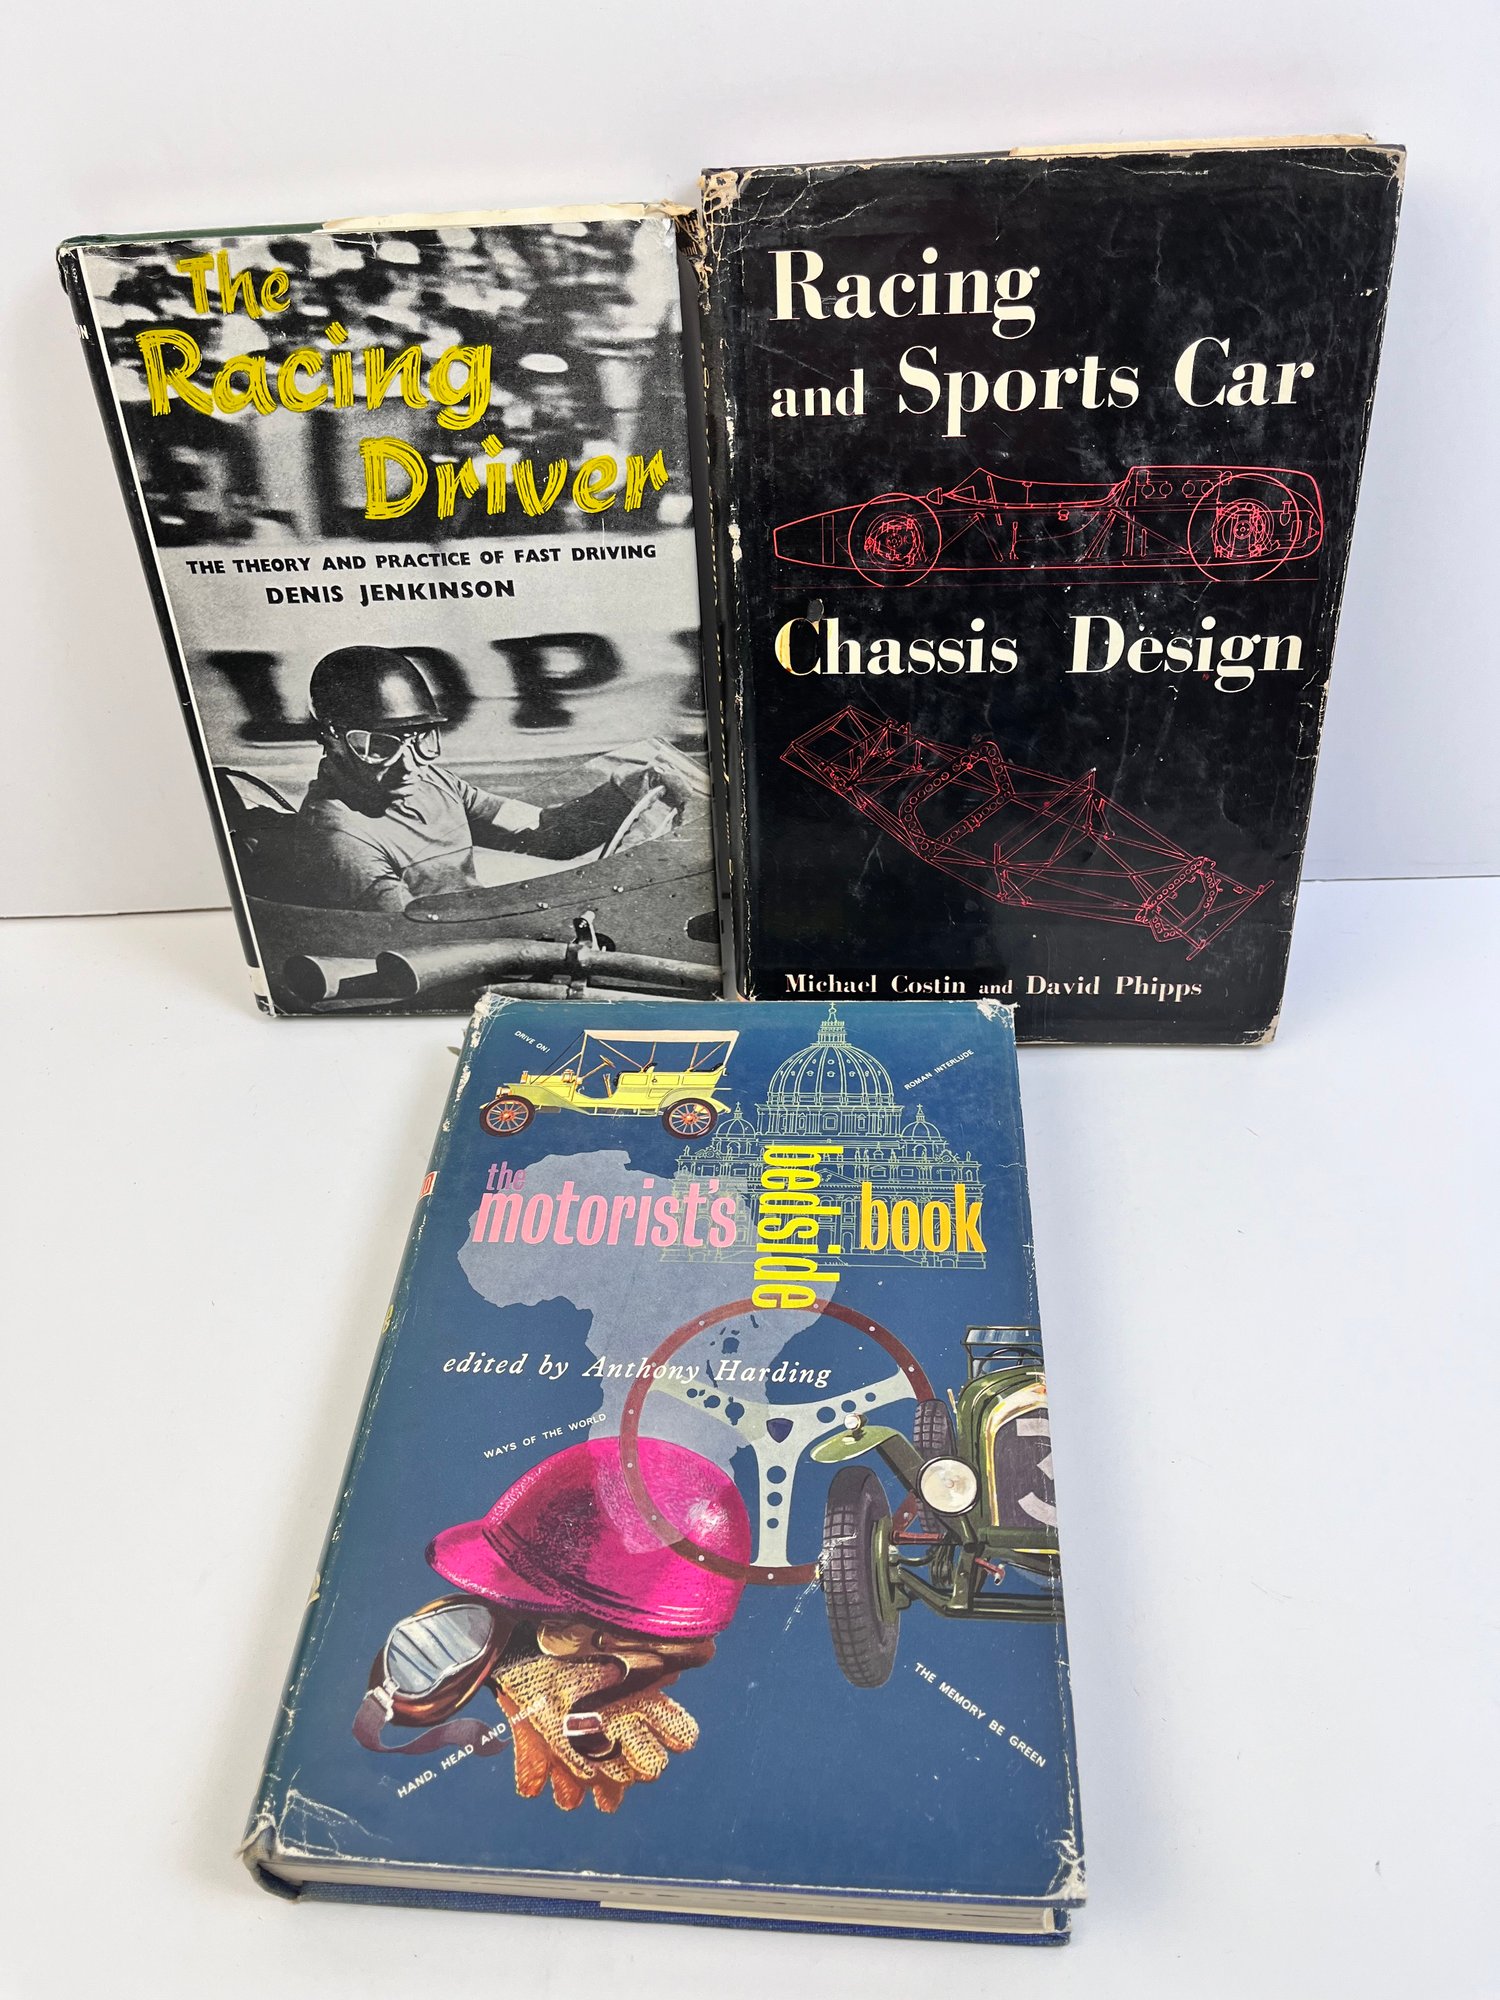 The
Racing
Driver
THE THEORY AND PRACTICE OF FAST DRIVING
DENIS JENKINSON
Racing
and Sports Car
Chassis Design
Michael Costin and David Phipps
DRIVE ON!
ROMAN INTERLUDE
the
motorist's
bedside
book
edited by Anthony Harding
WAYS OF THE WORLD
HAND, HEAD AND HEART
THE MEMORY BE GREEN
3